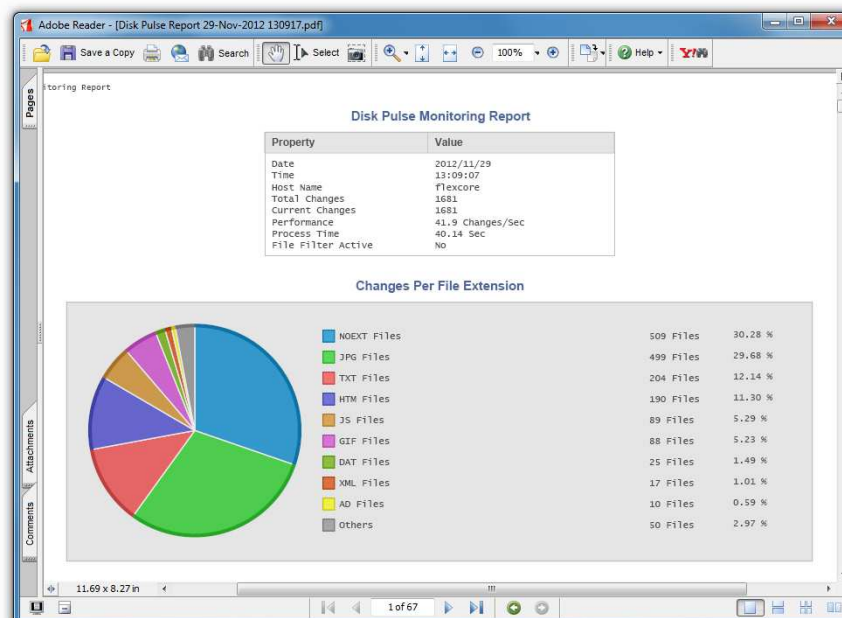 Adobe Reader - [Disk Pulse Report 29-Nov-2012 130917.pdf]
Save a Copy Search Select 100% Help Y!
Pages
itoring Report
Disk Pulse Monitoring Report
Property Value
Date 2012/11/29
Time 13:09:07
Host Name flexcore
Total Changes 1681
Current Changes 1681
Performance 41.9 Changes/Sec
Process Time 40.14 Sec
File Filter Active No
Changes Per File Extension
NOEXT Files 509 Files 30.28 %
JPG Files 499 Files 29.68 %
TXT Files 204 Files 12.14 %
HTM Files 190 Files 11.30 %
JS Files 89 Files 5.29 %
GIF Files 88 Files 5.23 %
DAT Files 25 Files 1.49 %
XML Files 17 Files 1.01 %
AD Files 10 Files 0.59 %
Others 50 Files 2.97 %
Attachments
Comments
11.69 x 8.27 in
1 of 67